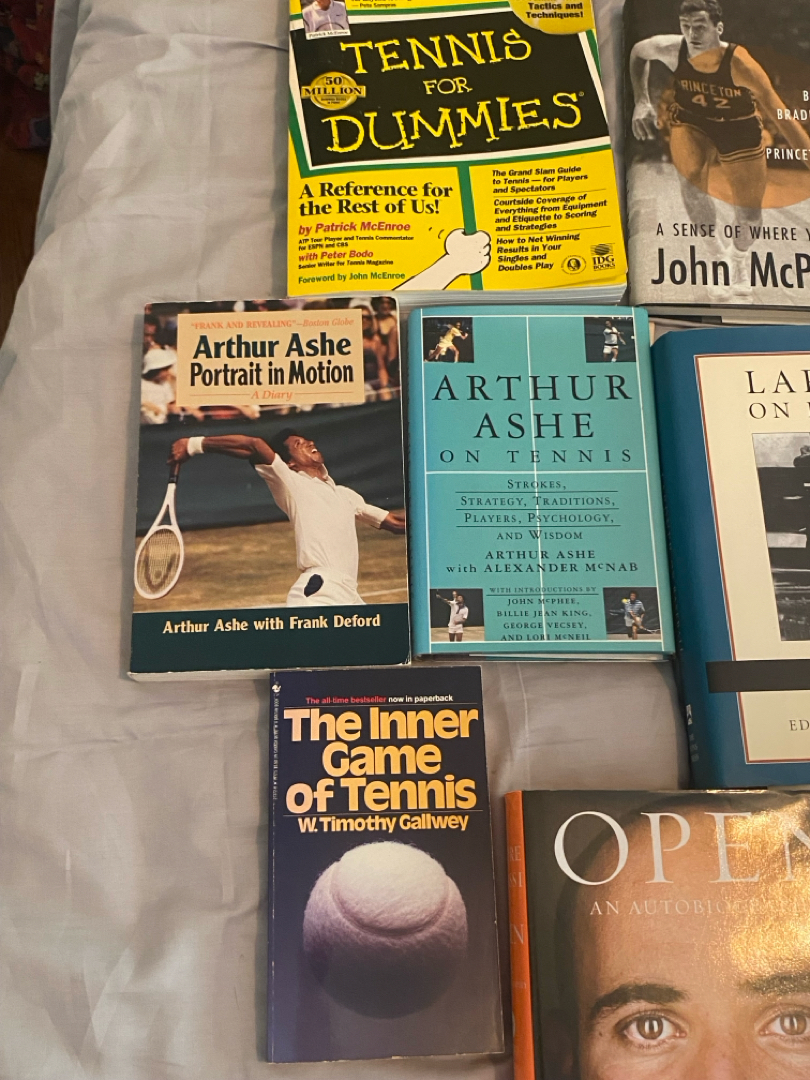 — Pete Sampras
Patrick McEnroe
Tactics and
Techniques!
TENNIS
FOR
DUMMIES®
50
MILLION
A Reference for
the Rest of Us!
by Patrick McEnroe
ATP Tour Player and Tennis Commentator
for ESPN and CBS
with Peter Bodo
Senior Writer for Tennis Magazine
Foreword by John McEnroe
The Grand Slam Guide
to Tennis — for Players
and Spectators
Courtside Coverage of
Everything from Equipment
and Etiquette to Scoring
and Strategies
How to Net Winning
Results in Your
Singles and
Doubles Play
IDG
BOOKS
PRINCETON
42
A SENSE OF WHERE
John McP
"FRANK AND REVEALING"—Boston Globe
Arthur Ashe
Portrait in Motion
—A Diary—
Arthur Ashe with Frank Deford
ARTHUR
ASHE
ON TENNIS
STROKES,
STRATEGY, TRADITIONS,
PLAYERS, PSYCHOLOGY,
AND WISDOM
ARTHUR ASHE
with ALEXANDER McNAB
WITH INTRODUCTIONS BY
JOHN McPHEE,
BILLIE JEAN KING,
GEORGE VECSEY,
AND LORI McNEIL
ON
ED
The all-time bestseller now in paperback
The Inner
Game
of Tennis
W. Timothy Gallwey
OPEN
AN AUTOBIOGRA